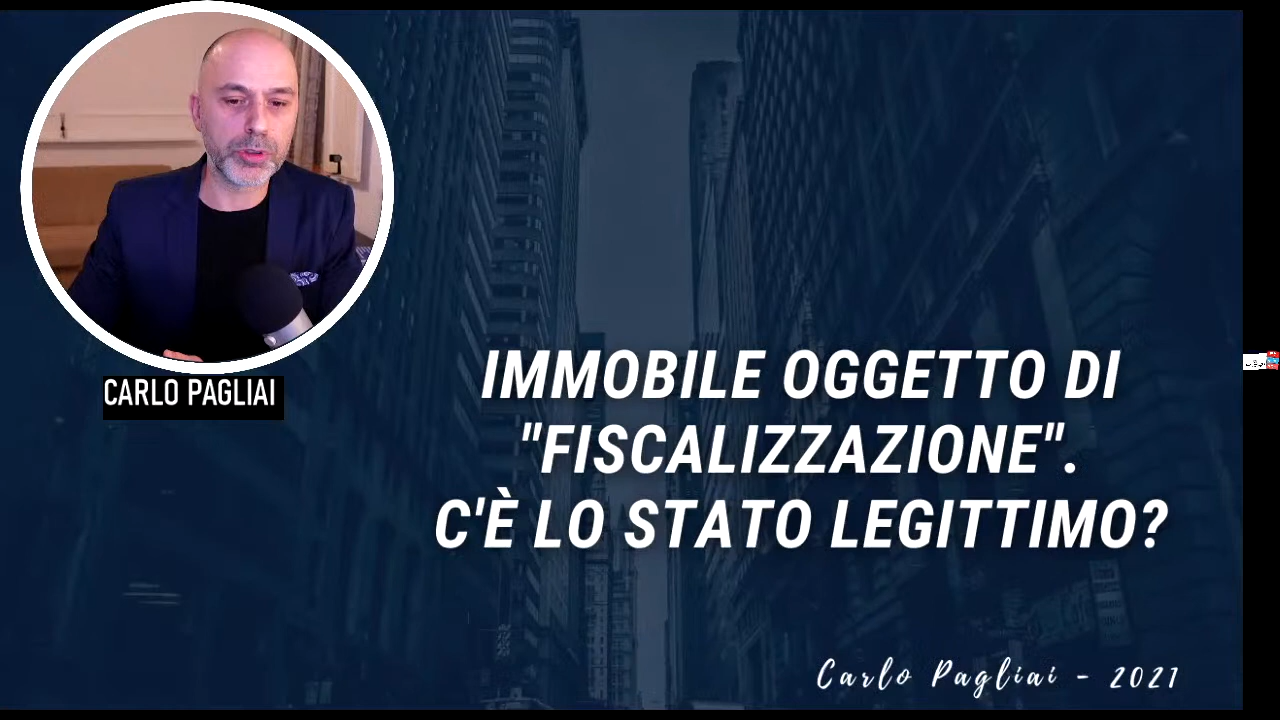 CARLO PAGLIAI
IMMOBILE OGGETTO DI
"FISCALIZZAZIONE".
C'È LO STATO LEGITTIMO?
Carlo Pagliai - 2021